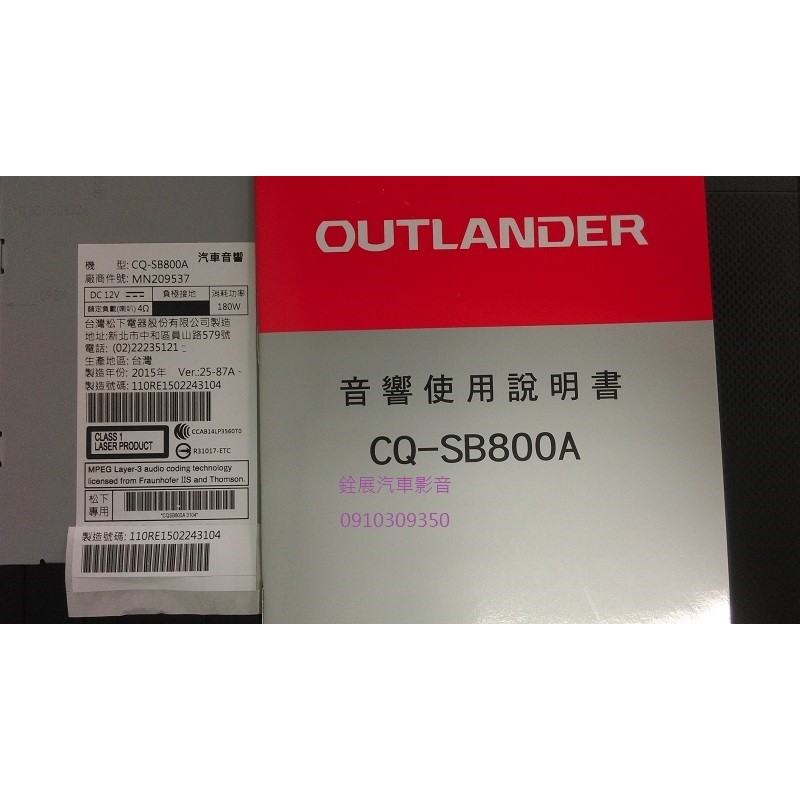 汽車音響
機 型: CQ-SB800A
廠商件號: MN209537
DC 12V 負極接地 消耗功率
額定負載(喇叭) 4Ω 180W
台灣松下電器股份有限公司製造
地址:新北市中和區員山路579號
電話: (02)22235121
生產地區: 台灣
製造年份: 2015年 Ver.:25-87A
製造號碼: 110RE1502243104
CLASS 1
LASER PRODUCT
CCAB14LP3560T0
R31017-ETC
MPEG Layer-3 audio coding technology
licensed from Fraunhofer IIS and Thomson.
松下
專用
*CQSB800A 3104*
製造號碼: 110RE1502243104
OUTLANDER
音響使用說明書
CQ-SB800A
銓展汽車影音
0910309350